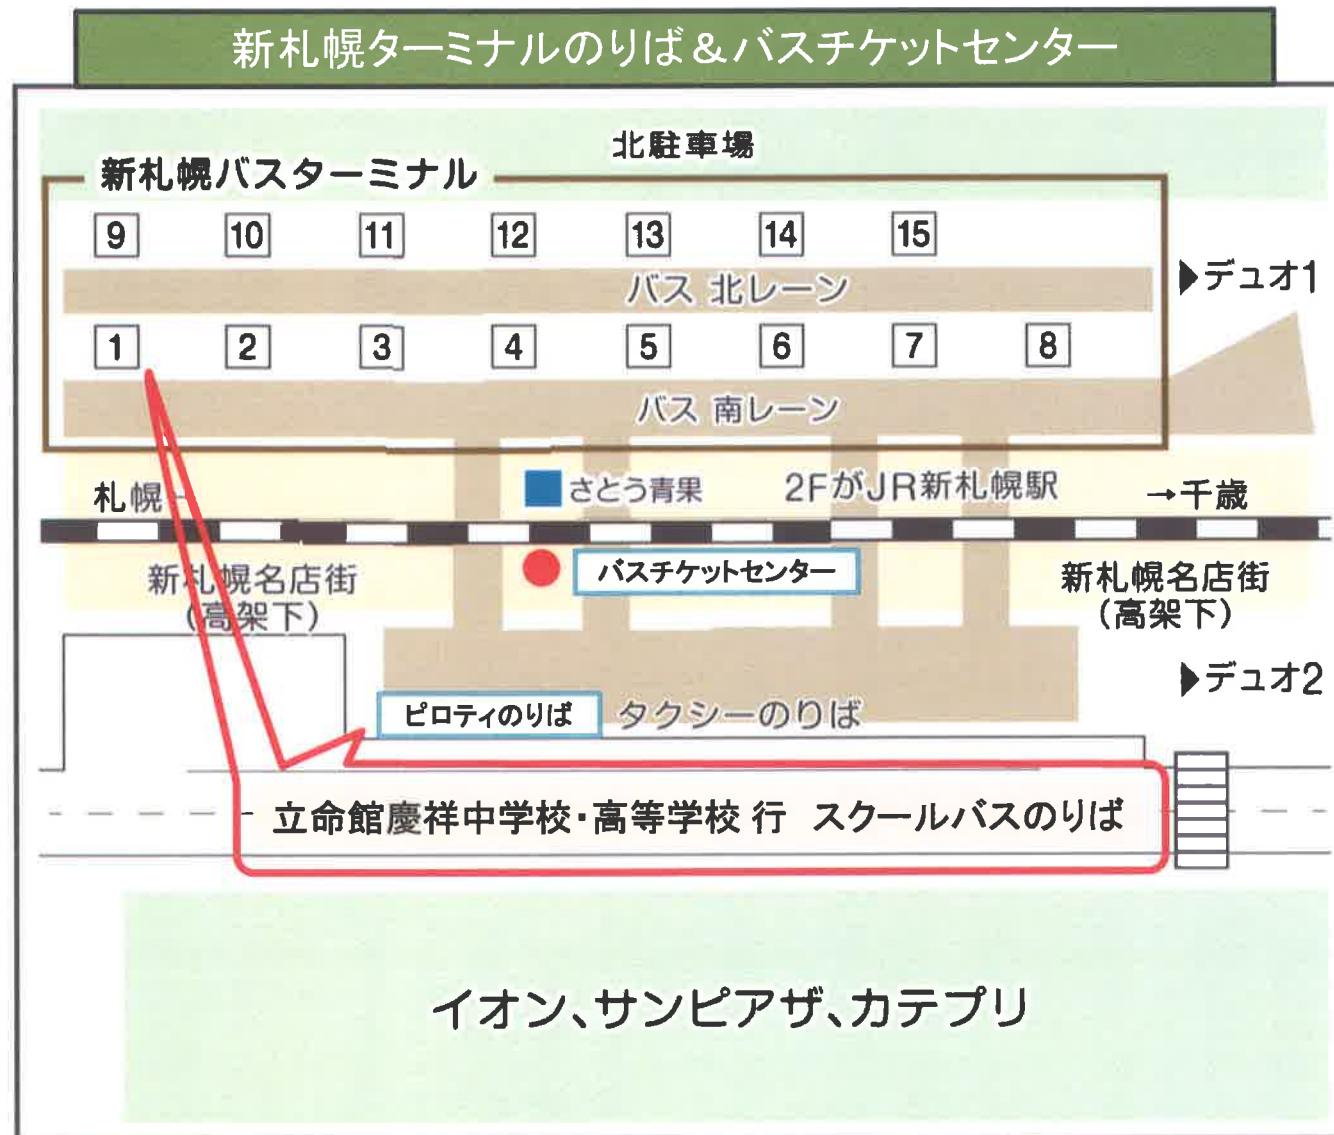 新札幌ターミナルのりば&バスチケットセンター
北駐車場
新札幌バスターミナル
9 10 11 12 13 14 15
▶デュオ1
バス 北レーン
1 2 3 4 5 6 7 8
バス 南レーン
札幌
さとう青果
2FがJR新札幌駅
→千歳
バスチケットセンター
新札幌名店街
(高架下)
新札幌名店街
(高架下)
▶デュオ2
ピロティのりば
タクシーのりば
立命館慶祥中学校・高等学校 行 スクールバスのりば
イオン、サンピアザ、カテプリ